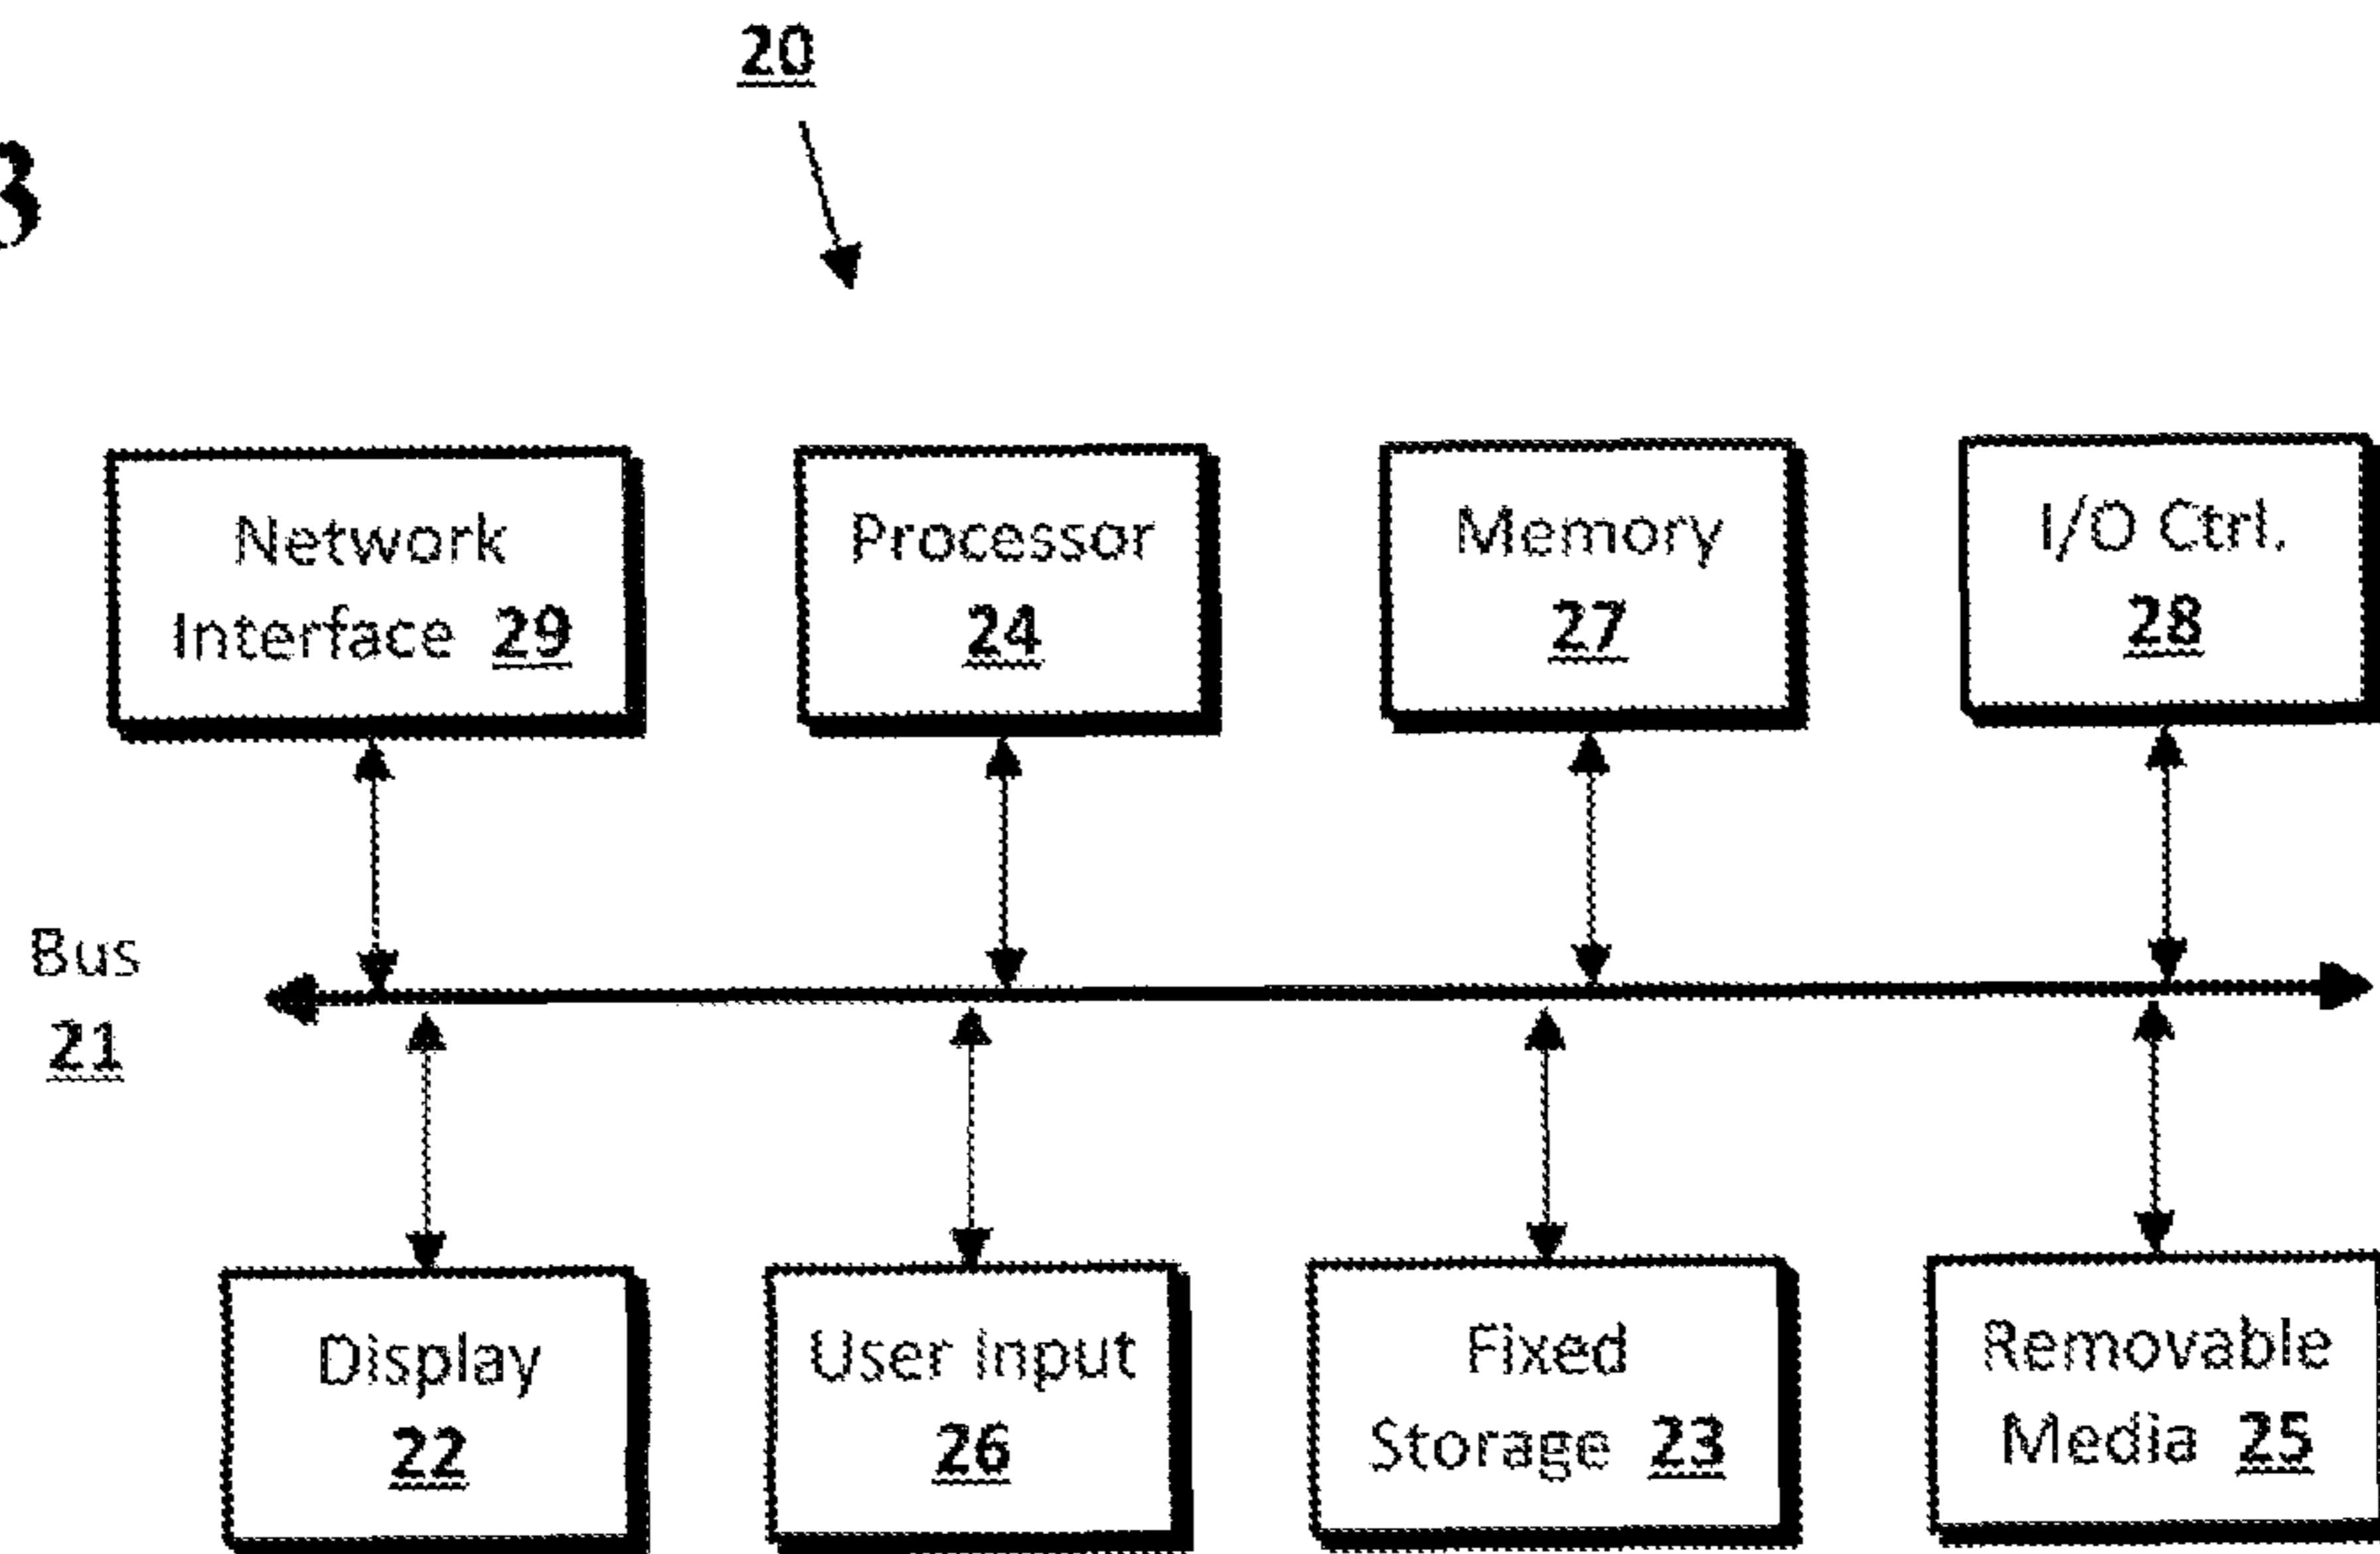 20
3
Network
Interface 29
Processor
24
Memory
27
I/O Ctrl.
28
Bus
21
Display
22
User Input
26
Fixed
Storage 23
Removable
Media 25